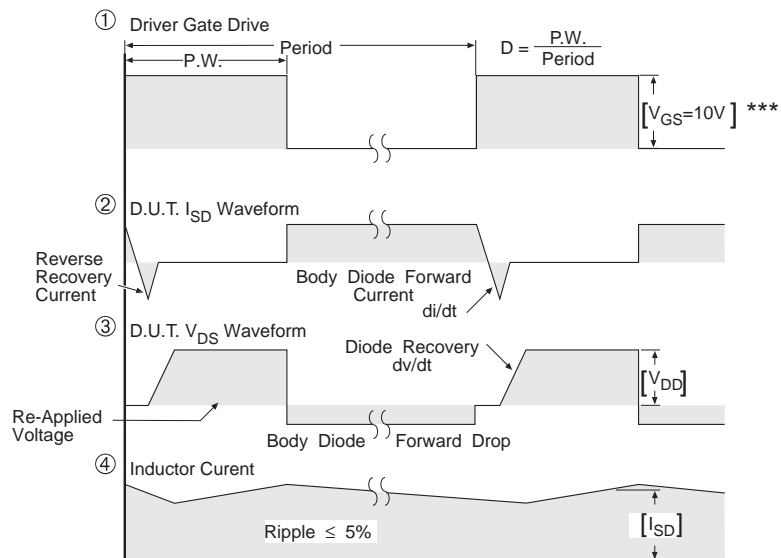 ① Driver Gate Drive
P.W.
Period
D = P.W.
Period
[VGS=10V] ***
② D.U.T. ISD Waveform
Reverse
Recovery
Current
Body Diode Forward
Current
di/dt
③ D.U.T. VDS Waveform
Diode Recovery
dv/dt
[VDD]
Re-Applied
Voltage
Body Diode Forward Drop
④ Inductor Curent
Ripple ≤ 5%
[ISD]